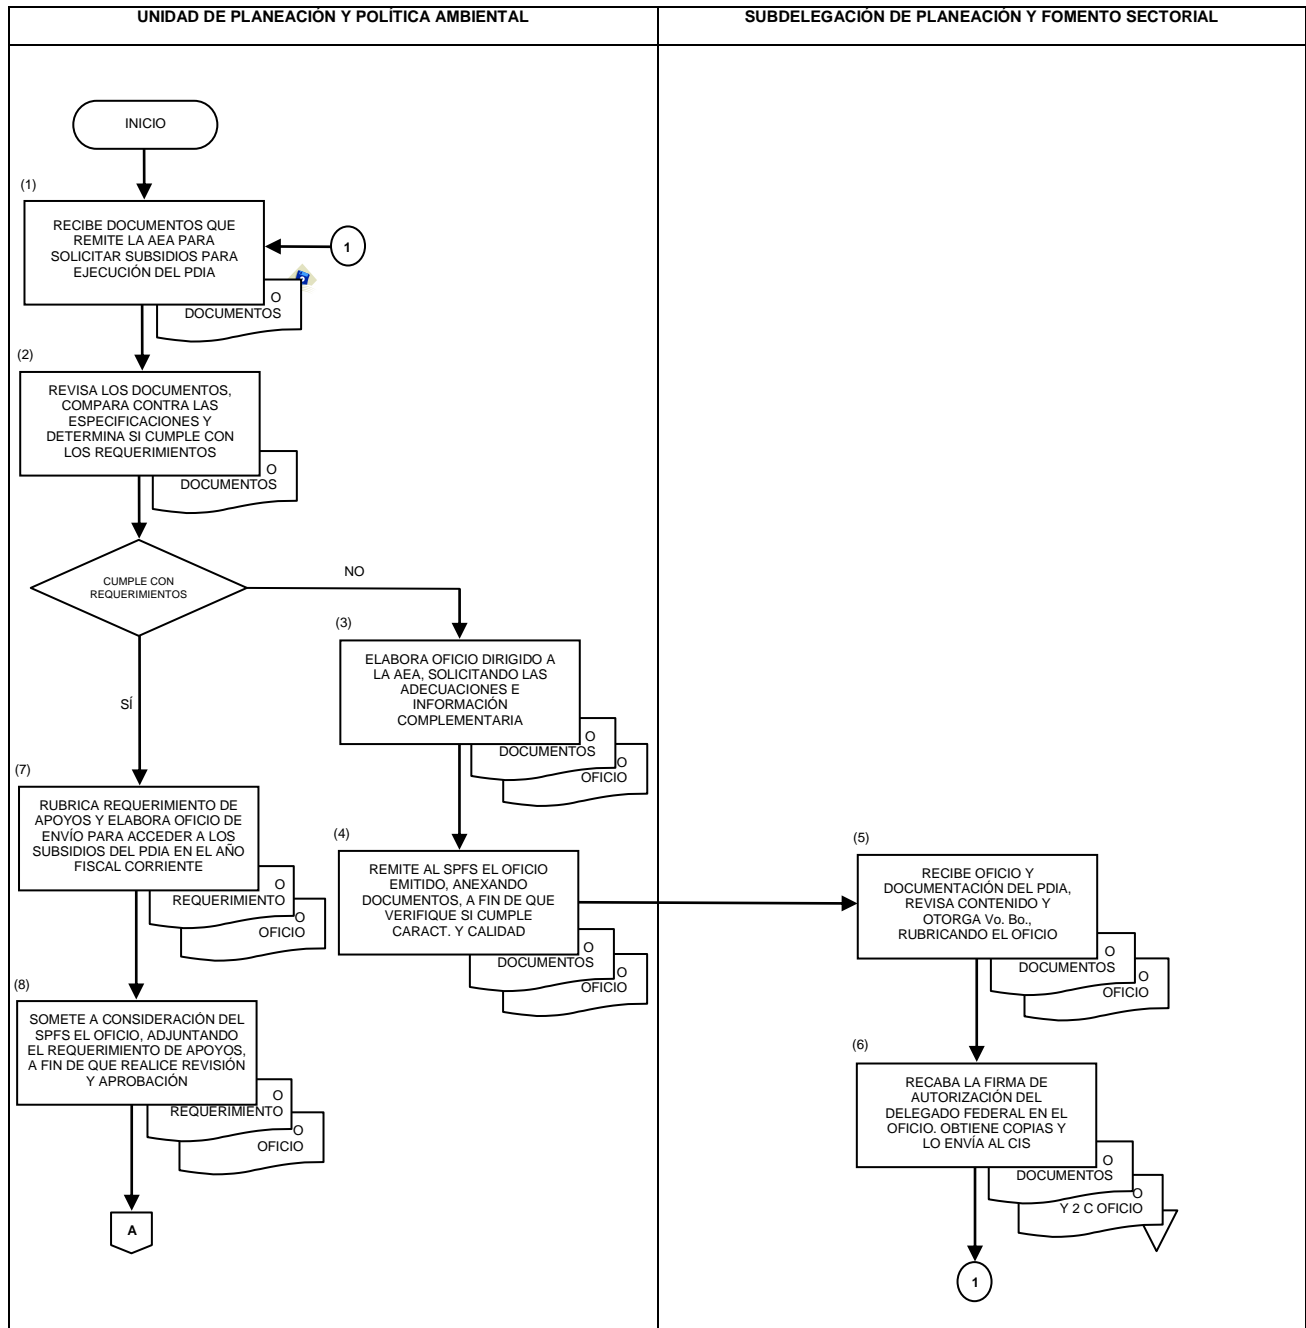 UNIDAD DE PLANEACIÓN Y POLÍTICA AMBIENTAL
SUBDELEGACIÓN DE PLANEACIÓN Y FOMENTO SECTORIAL
INICIO
(1)
RECIBE DOCUMENTOS QUE
REMITE LA AEA PARA
SOLICITAR SUBSIDIOS PARA
EJECUCIÓN DEL PDIA
1
O
DOCUMENTOS
(2)
REVISA LOS DOCUMENTOS,
COMPARA CONTRA LAS
ESPECIFICACIONES Y
DETERMINA SI CUMPLE CON
LOS REQUERIMIENTOS
O
DOCUMENTOS
CUMPLE CON
REQUERIMIENTOS
NO
SÍ
(3)
ELABORA OFICIO DIRIGIDO A
LA AEA, SOLICITANDO LAS
ADECUACIONES E
INFORMACIÓN
COMPLEMENTARIA
O
DOCUMENTOS
O
OFICIO
(7)
RUBRICA REQUERIMIENTO DE
APOYOS Y ELABORA OFICIO DE
ENVÍO PARA ACCEDER A LOS
SUBSIDIOS DEL PDIA EN EL AÑO
FISCAL CORRIENTE
O
REQUERIMIENTO
O
OFICIO
(4)
REMITE AL SPFS EL OFICIO
EMITIDO, ANEXANDO
DOCUMENTOS, A FIN DE QUE
VERIFIQUE SI CUMPLE
CARACT. Y CALIDAD
O
DOCUMENTOS
O
OFICIO
(5)
RECIBE OFICIO Y
DOCUMENTACIÓN DEL PDIA,
REVISA CONTENIDO Y
OTORGA Vo. Bo.,
RUBRICANDO EL OFICIO
O
DOCUMENTOS
O
OFICIO
(8)
SOMETE A CONSIDERACIÓN DEL
SPFS EL OFICIO, ADJUNTANDO
EL REQUERIMIENTO DE APOYOS,
A FIN DE QUE REALICE REVISIÓN
Y APROBACIÓN
O
REQUERIMIENTO
O
OFICIO
(6)
RECABA LA FIRMA DE
AUTORIZACIÓN DEL
DELEGADO FEDERAL EN EL
OFICIO. OBTIENE COPIAS Y
LO ENVÍA AL CIS
O
DOCUMENTOS
O
Y 2 C OFICIO
A
1